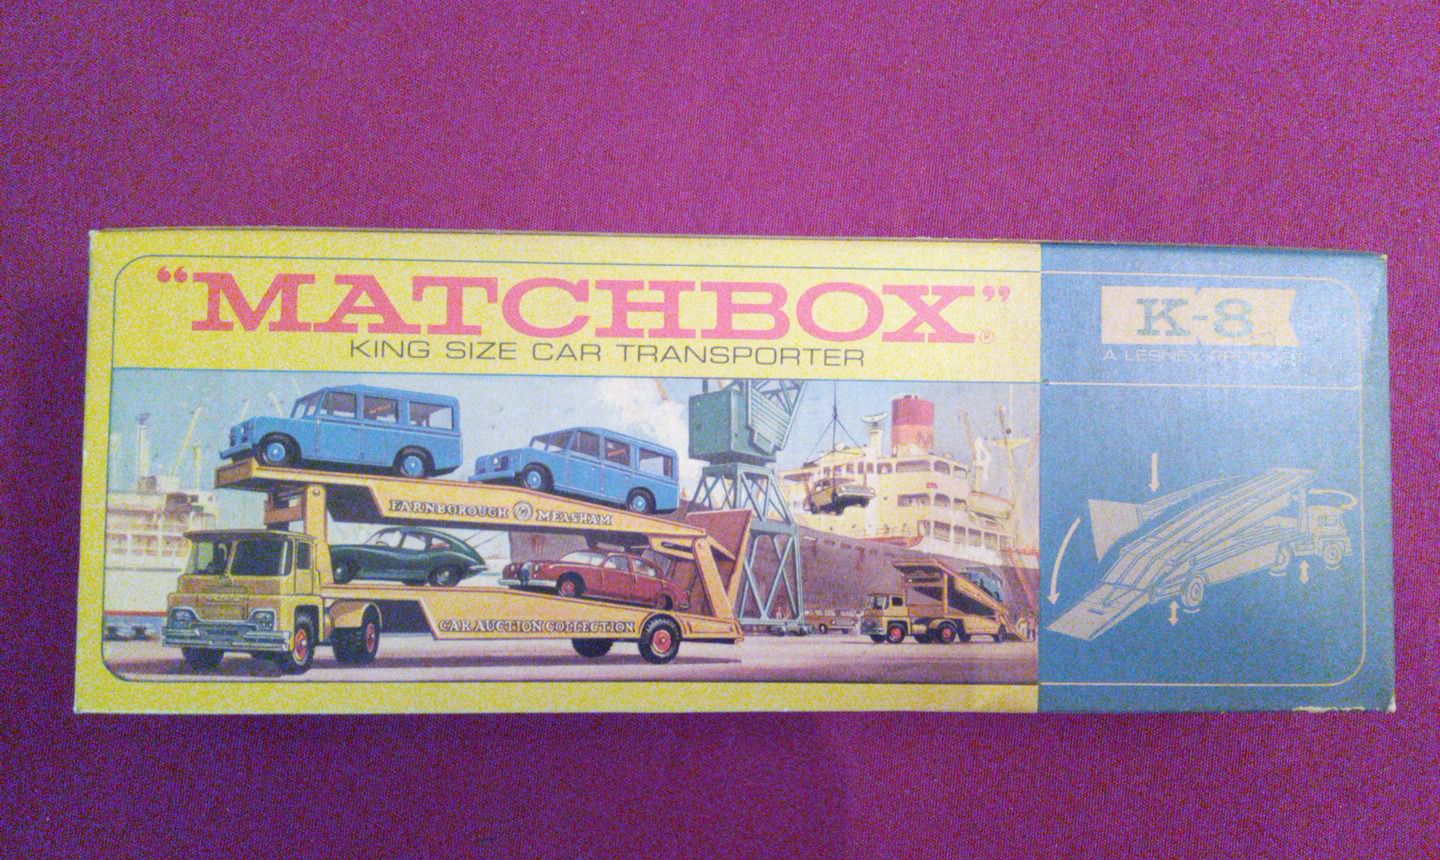 "MATCHBOX"®
KING SIZE CAR TRANSPORTER
K-8
A LESNEY PRODUCT
FARNBOROUGH MEASHAM
CAR AUCTION COLLECTION